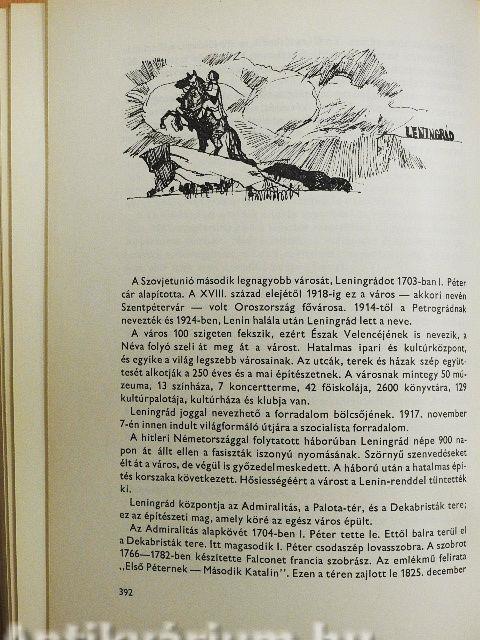 LENINGRÁD
A Szovjetunió második legnagyobb városát, Leningrádot 1703-ban I. Péter
cár alapította. A XVIII. század elejétől 1918-ig ez a város — akkori nevén
Szentpétervár — volt Oroszország fővárosa. 1914-től a Petrográdnak
nevezték és 1924-ben, Lenin halála után Leningrád lett a neve.
A város 100 szigeten fekszik, ezért Észak Velencéjének is nevezik, a
Néva folyó szeli át meg át a várost. Hatalmas ipari és kultúrközpont,
és egyike a világ legszebb városainak. Az utcák, terek és házak szép együt-
tesét alkotják a 250 éves és a mai építészetnek. A városnak mintegy 50 mú-
zeuma, 13 színháza, 7 koncertterme, 42 főiskolája, 2600 könyvtára, 129
kultúrpalotája, kultúrháza és klubja van.
Leningrád joggal nevezhető a forradalom bölcsőjének. 1917. november
7-én innen indult világformáló útjára a szocialista forradalom.
A hitleri Németországgal folytatott háborúban Leningrád népe 900 na-
pon át állt ellen a fasiszták iszonyú nyomásának. Szörnyű szenvedéseket
élt át a város, de végül is győzedelmeskedett. A háború után a hatalmas épí-
tés korszaka következett. Hősiességéért a várost a Lenin-renddel tüntették
ki.
Leningrád központja az Admiralitás, a Palota-tér, és a Dekabristák tere;
ez az építészeti mag, amely köré az egész város épült.
Az Admiralitás alapkövét 1704-ben I. Péter tette le. Ettől balra terül el
a Dekabristák tere. Itt magasodik I. Péter csodaszép lovasszobra. A szobrot
1766—1782-ben készítette Falconet francia szobrász. Az emlékmű felirata
„Első Péternek — Második Katalin”. Ezen a téren zajlott le 1825. december
392
Antikvárium.hu